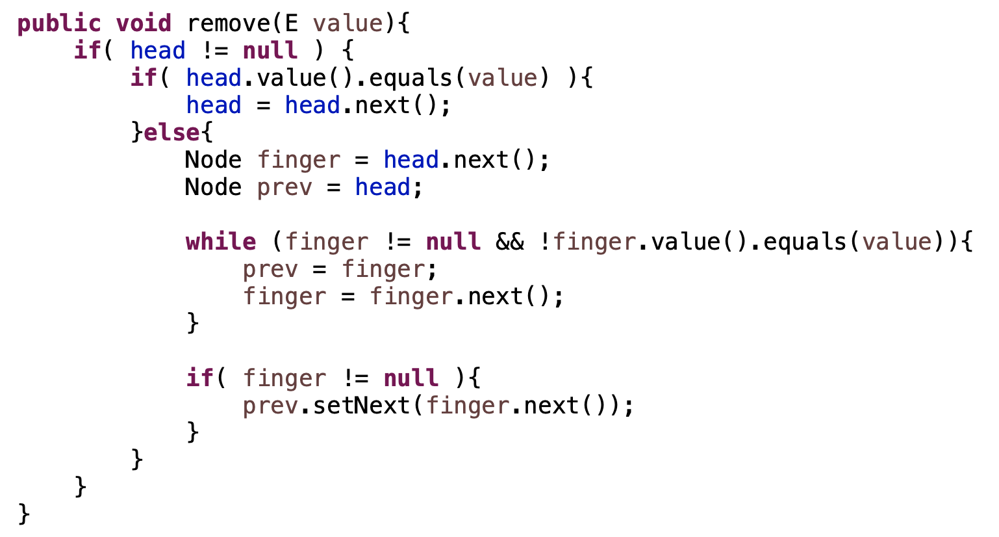 public void remove(E value){
    if( head != null ) {
        if( head.value().equals(value) ){
            head = head.next();
        }else{
            Node finger = head.next();
            Node prev = head;

            while (finger != null && !finger.value().equals(value)){
                prev = finger;
                finger = finger.next();
            }

            if( finger != null ){
                prev.setNext(finger.next());
            }
        }
    }
}